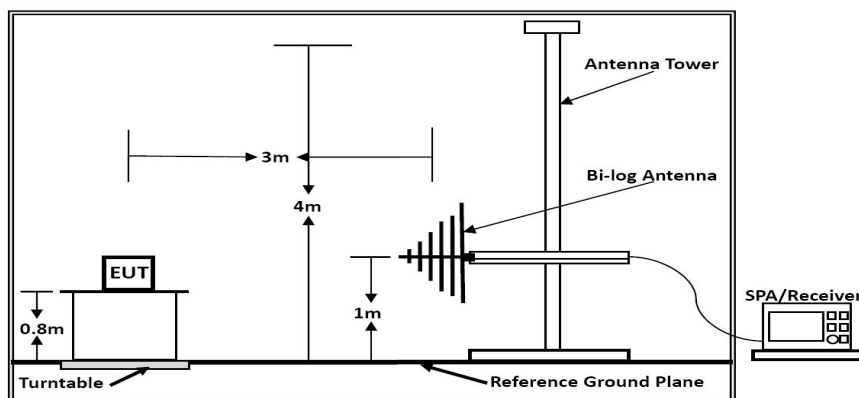 Antenna Tower
3m
Bi-log Antenna
4m
EUT
SPA/Receiver
0.8m
1m
Turntable
Reference Ground Plane